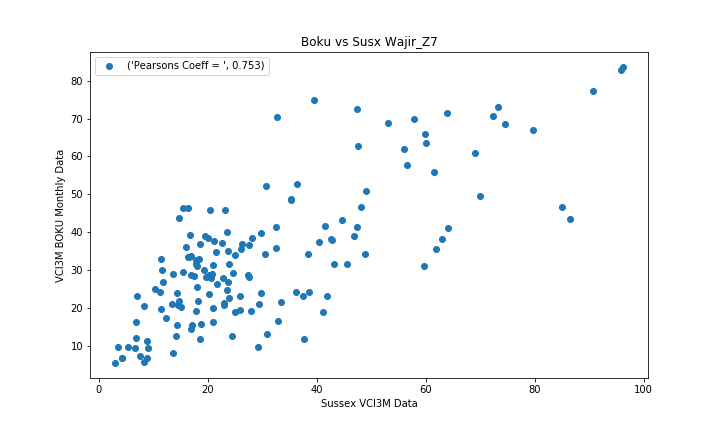 Boku vs Susx Wajir_Z7
('Pearsons Coeff = ', 0.753)
VCI3M BOKU Monthly Data
80
70
60
50
40
30
20
10
0 20 40 60 80 100
Sussex VCI3M Data